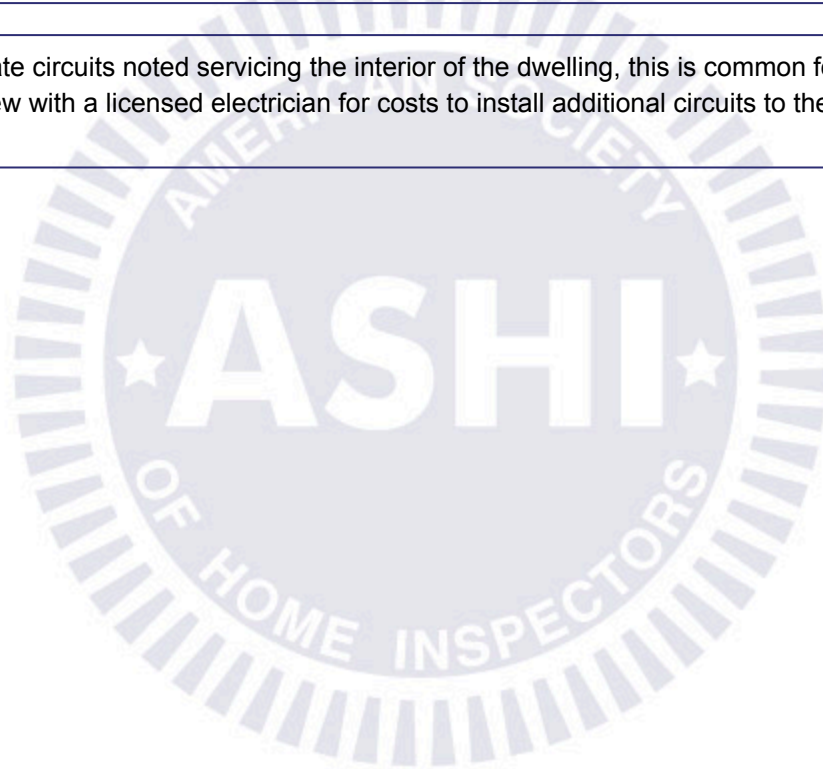 ate circuits noted servicing the interior of the dwelling, this is common f
ew with a licensed electrician for costs to install additional circuits to the
AMERICAN SOCIETY
ASHI
OF HOME INSPECTORS